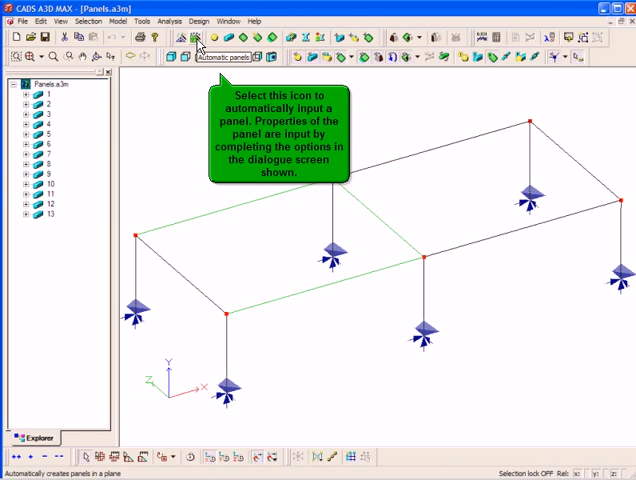 CADS A3D MAX - [Panels.a3m]
File Edit View Selection Model Tools Analysis Design Window Help
Automatic panels
Panels.a3m
1
2
3
4
5
6
7
8
9
10
11
12
13
Select this icon to
automatically input a
panel. Properties of the
panel are input by
completing the options in
the dialogue screen
shown.
Y
Z
X
Explorer
Automatically creates panels in a plane
Selection lock OFF Rel: x: y: z: